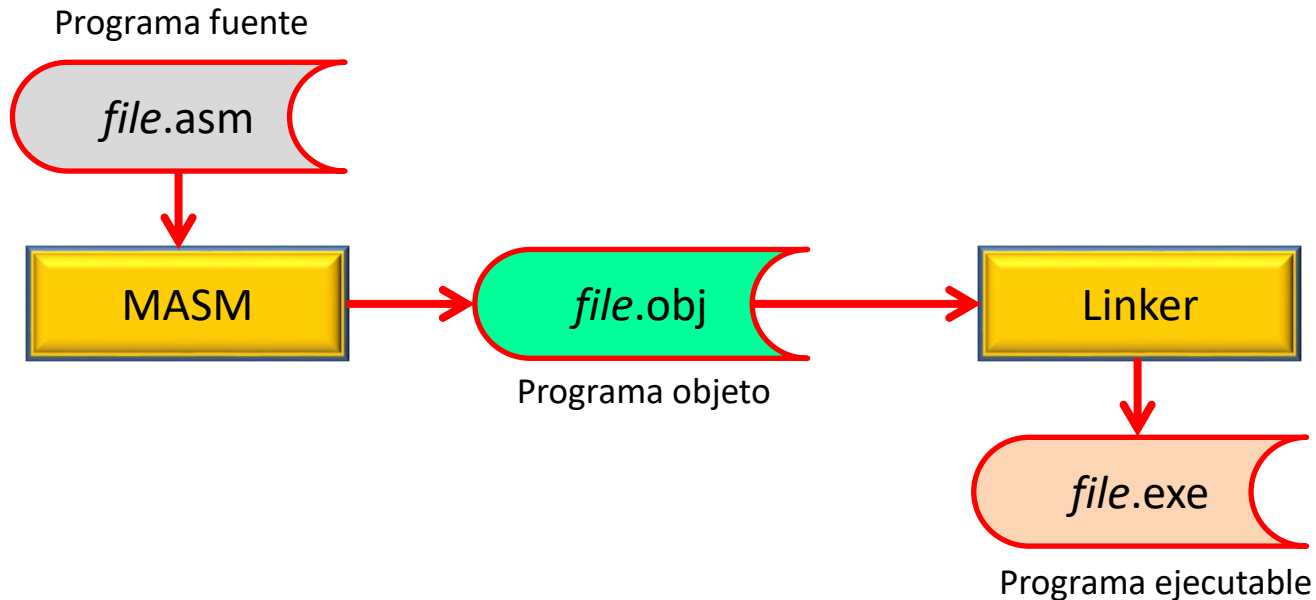 Programa fuente
file.asm
MASM
file.obj
Linker
Programa objeto
file.exe
Programa ejecutable